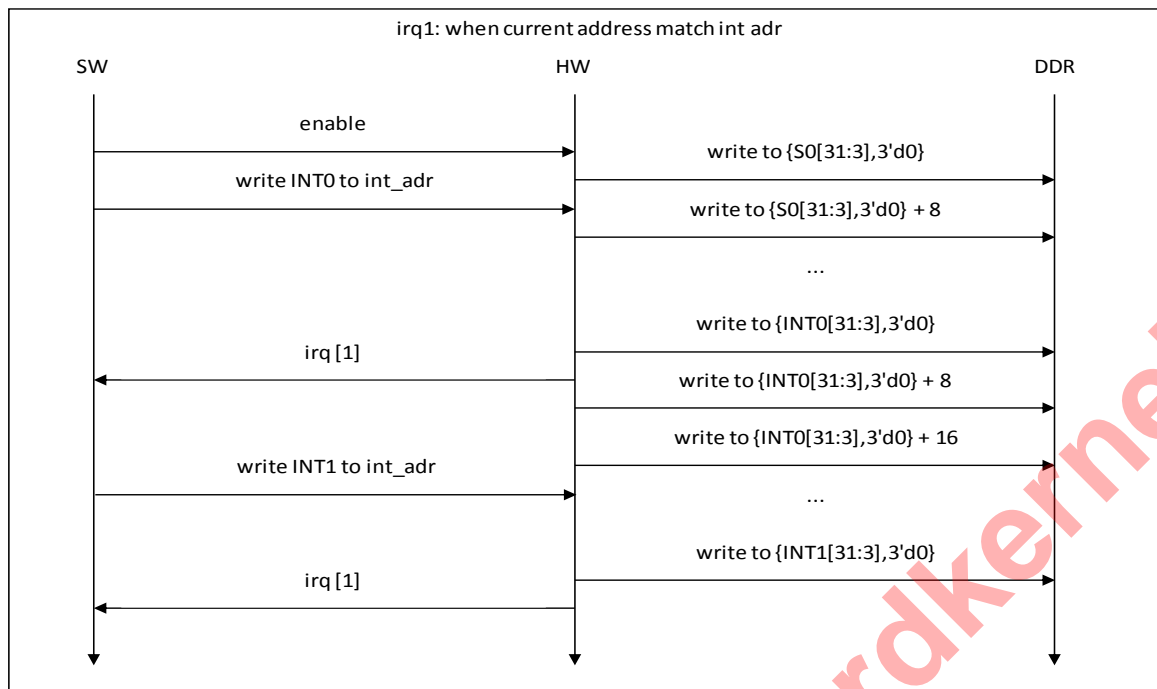 irq1: when current address match int adr
SW
HW
DDR
enable
write to {S0[31:3],3'd0}
write INT0 to int_adr
write to {S0[31:3],3'd0} + 8
...
write to {INT0[31:3],3'd0}
irq [1]
write to {INT0[31:3],3'd0} + 8
write to {INT0[31:3],3'd0} + 16
write INT1 to int_adr
...
write to {INT1[31:3],3'd0}
irq [1]
rdkerne